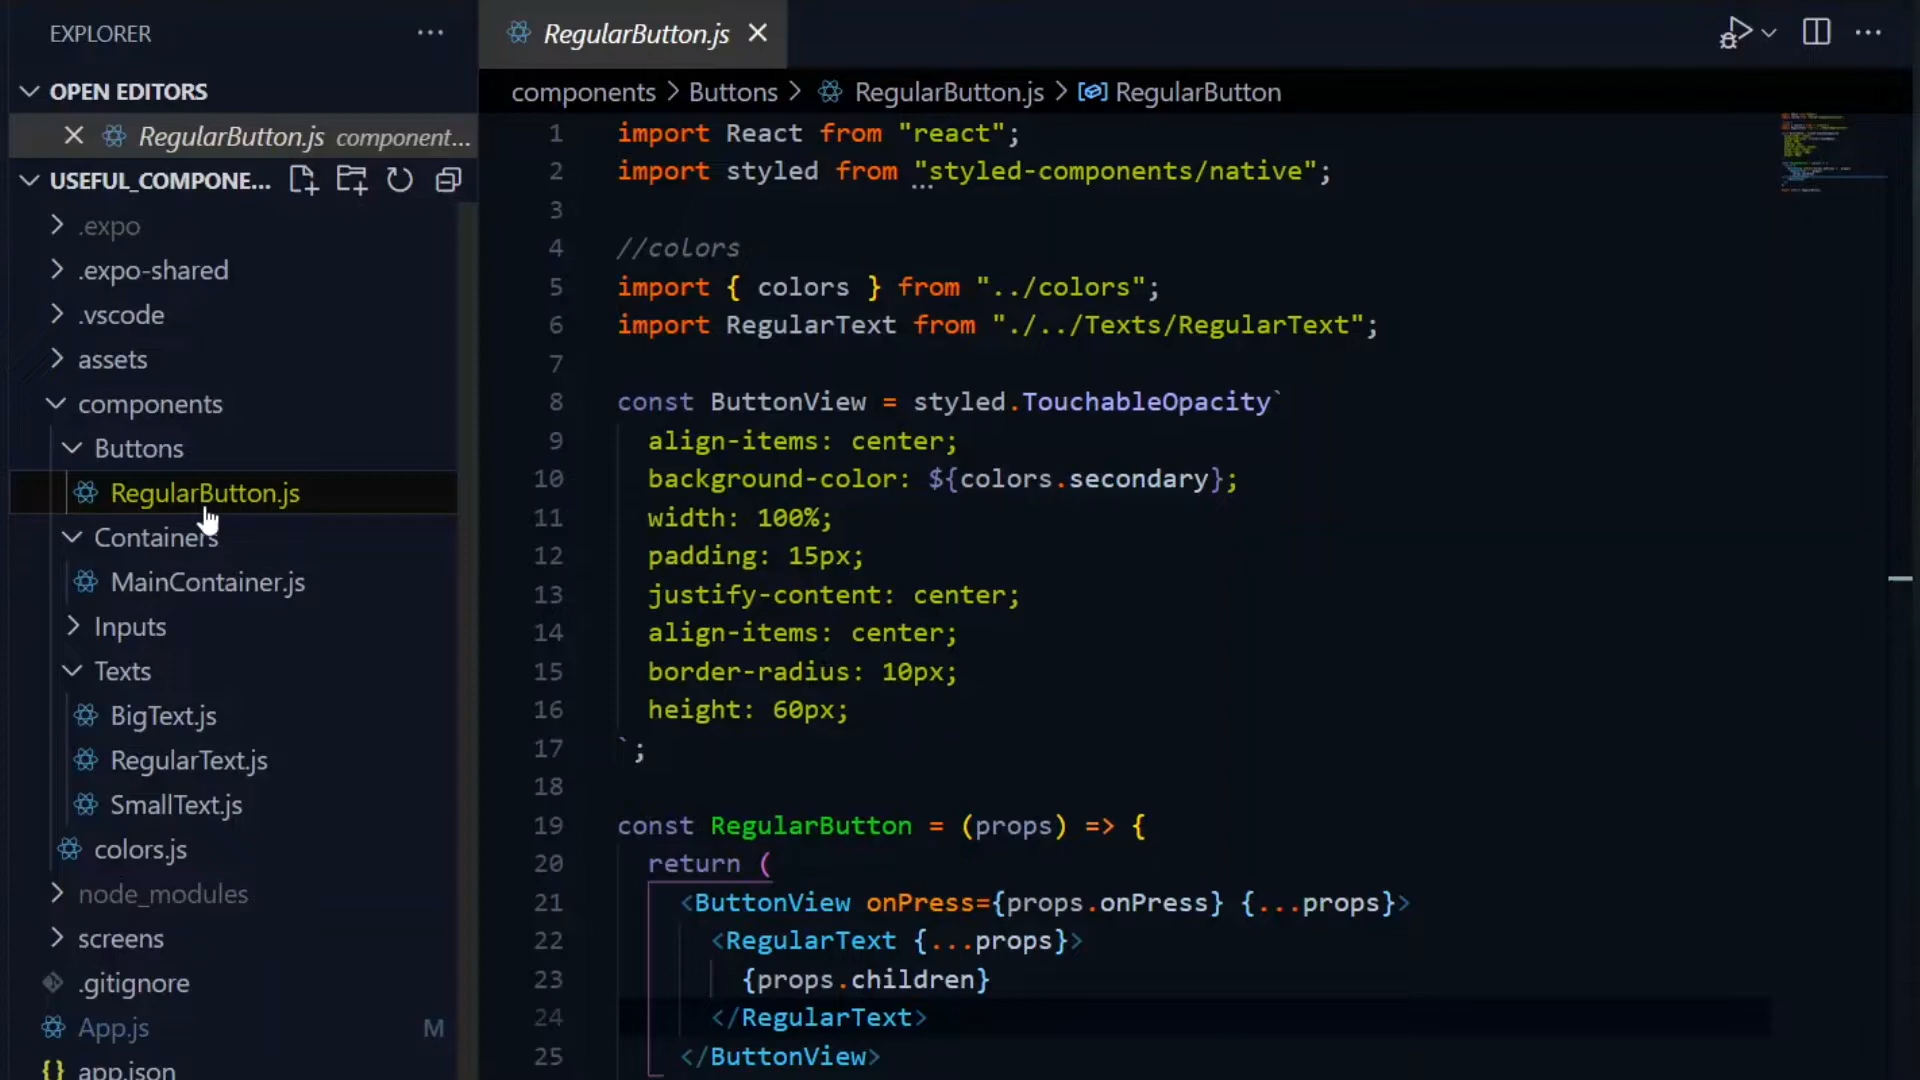 EXPLORER
OPEN EDITORS
RegularButton.js component...
USEFUL_COMPONE...
.expo
.expo-shared
.vscode
assets
components
Buttons
RegularButton.js
Containers
MainContainer.js
Inputs
Texts
BigText.js
RegularText.js
SmallText.js
colors.js
node_modules
screens
.gitignore
App.js M
{} app.json
RegularButton.js
components > Buttons > RegularButton.js > RegularButton
1 import React from "react";
2 import styled from "styled-components/native";
3
4 //colors
5 import { colors } from "../colors";
6 import RegularText from "./../Texts/RegularText";
7
8 const ButtonView = styled.TouchableOpacity`
9 align-items: center;
10 background-color: ${colors.secondary};
11 width: 100%;
12 padding: 15px;
13 justify-content: center;
14 align-items: center;
15 border-radius: 10px;
16 height: 60px;
17 `;
18
19 const RegularButton = (props) => {
20 return (
21 <ButtonView onPress={props.onPress} {...props}>
22 <RegularText {...props}>
23 {props.children}
24 </RegularText>
25 </ButtonView>